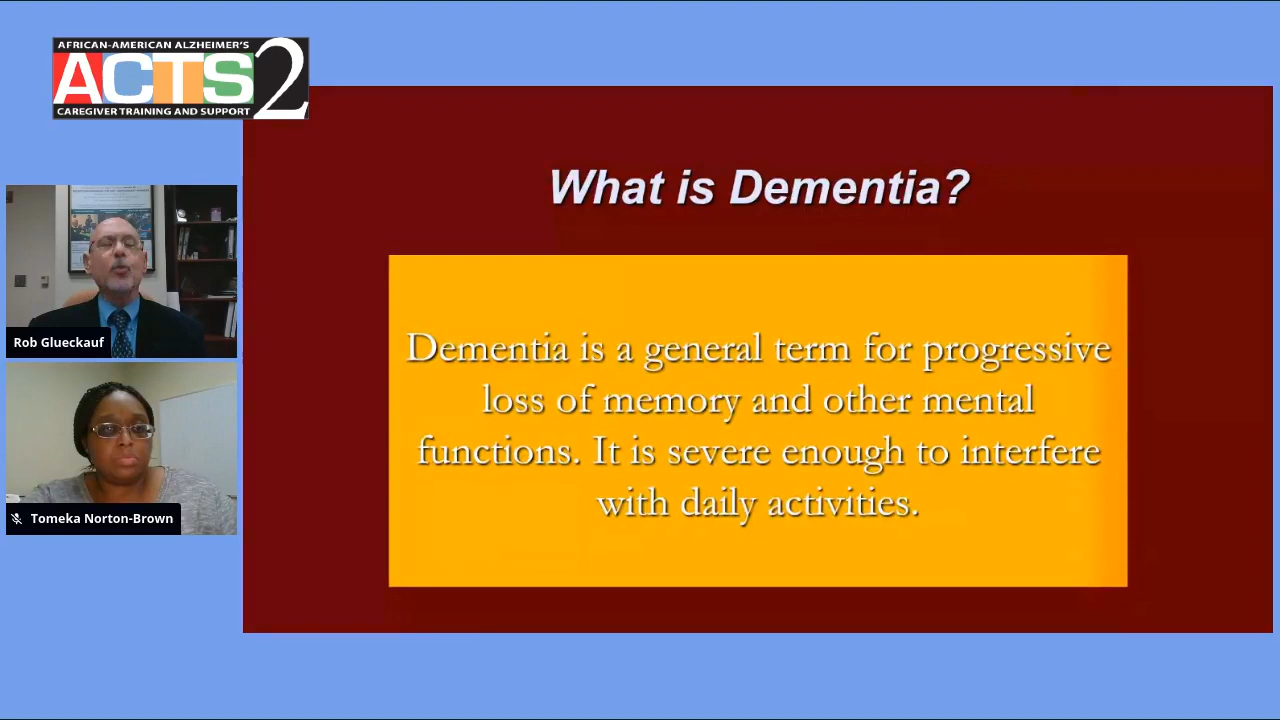 AFRICAN-AMERICAN ALZHEIMER'S
ACTS2
CAREGIVER TRAINING AND SUPPORT
What is Dementia?
Rob Glueckauf
Tomeka Norton-Brown
Dementia is a general term for progressive
loss of memory and other mental
functions. It is severe enough to interfere
with daily activities.